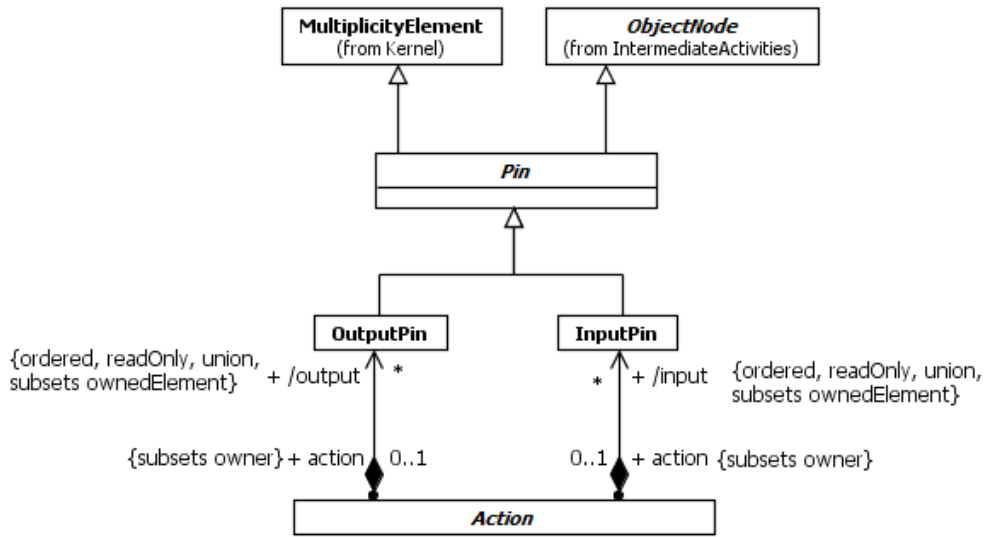 MultiplicityElement
(from Kernel)
ObjectNode
(from IntermediateActivities)
Pin
OutputPin
InputPin
{ordered, readOnly, union,
subsets ownedElement}
+ /output
*
*
+ /input
{ordered, readOnly, union,
subsets ownedElement}
{subsets owner} + action
0..1
0..1
+ action {subsets owner}
Action